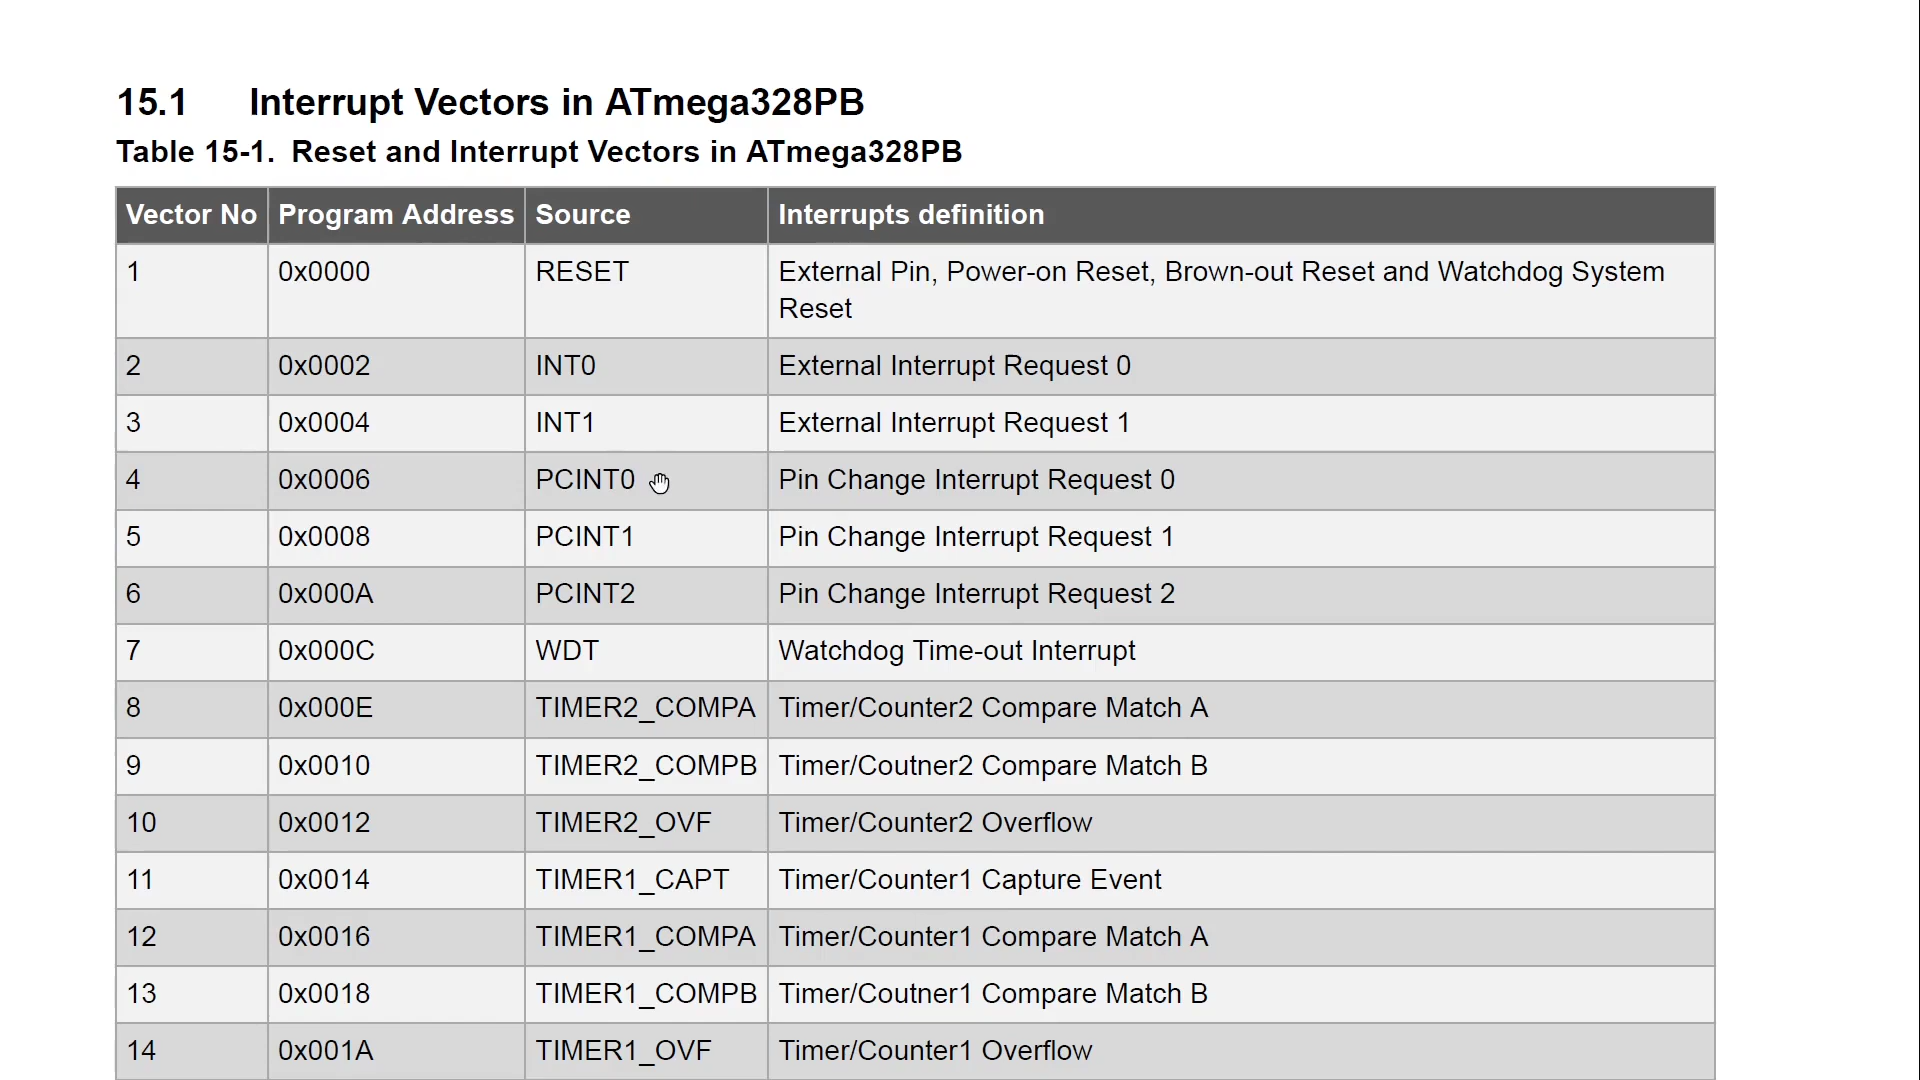 15.1 Interrupt Vectors in ATmega328PB
Table 15-1. Reset and Interrupt Vectors in ATmega328PB
Vector No Program Address Source Interrupts definition
1 0x0000 RESET External Pin, Power-on Reset, Brown-out Reset and Watchdog System
Reset
2 0x0002 INT0 External Interrupt Request 0
3 0x0004 INT1 External Interrupt Request 1
4 0x0006 PCINT0 Pin Change Interrupt Request 0
5 0x0008 PCINT1 Pin Change Interrupt Request 1
6 0x000A PCINT2 Pin Change Interrupt Request 2
7 0x000C WDT Watchdog Time-out Interrupt
8 0x000E TIMER2_COMPA Timer/Counter2 Compare Match A
9 0x0010 TIMER2_COMPB Timer/Coutner2 Compare Match B
10 0x0012 TIMER2_OVF Timer/Counter2 Overflow
11 0x0014 TIMER1_CAPT Timer/Counter1 Capture Event
12 0x0016 TIMER1_COMPA Timer/Counter1 Compare Match A
13 0x0018 TIMER1_COMPB Timer/Coutner1 Compare Match B
14 0x001A TIMER1_OVF Timer/Counter1 Overflow